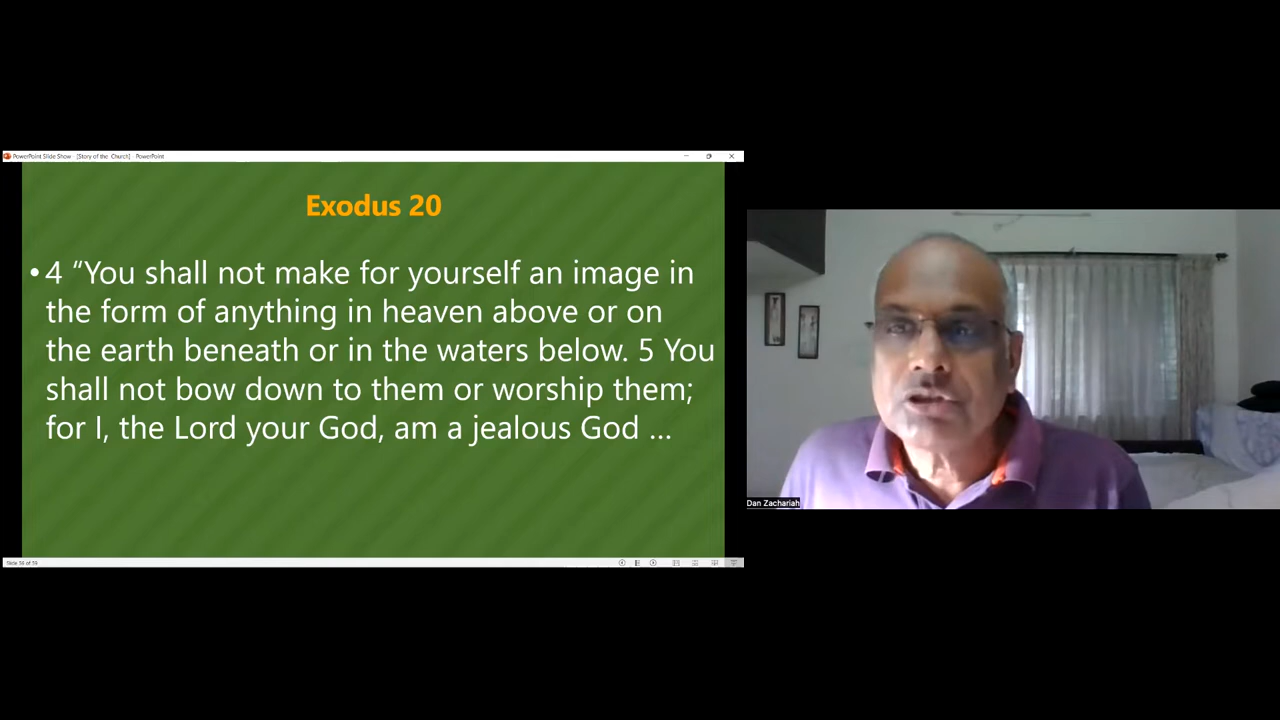 PowerPoint Slide Show - [Story of the Church] - PowerPoint
Exodus 20
• 4 “You shall not make for yourself an image in
the form of anything in heaven above or on
the earth beneath or in the waters below. 5 You
shall not bow down to them or worship them;
for I, the Lord your God, am a jealous God ...
Dan Zachariah